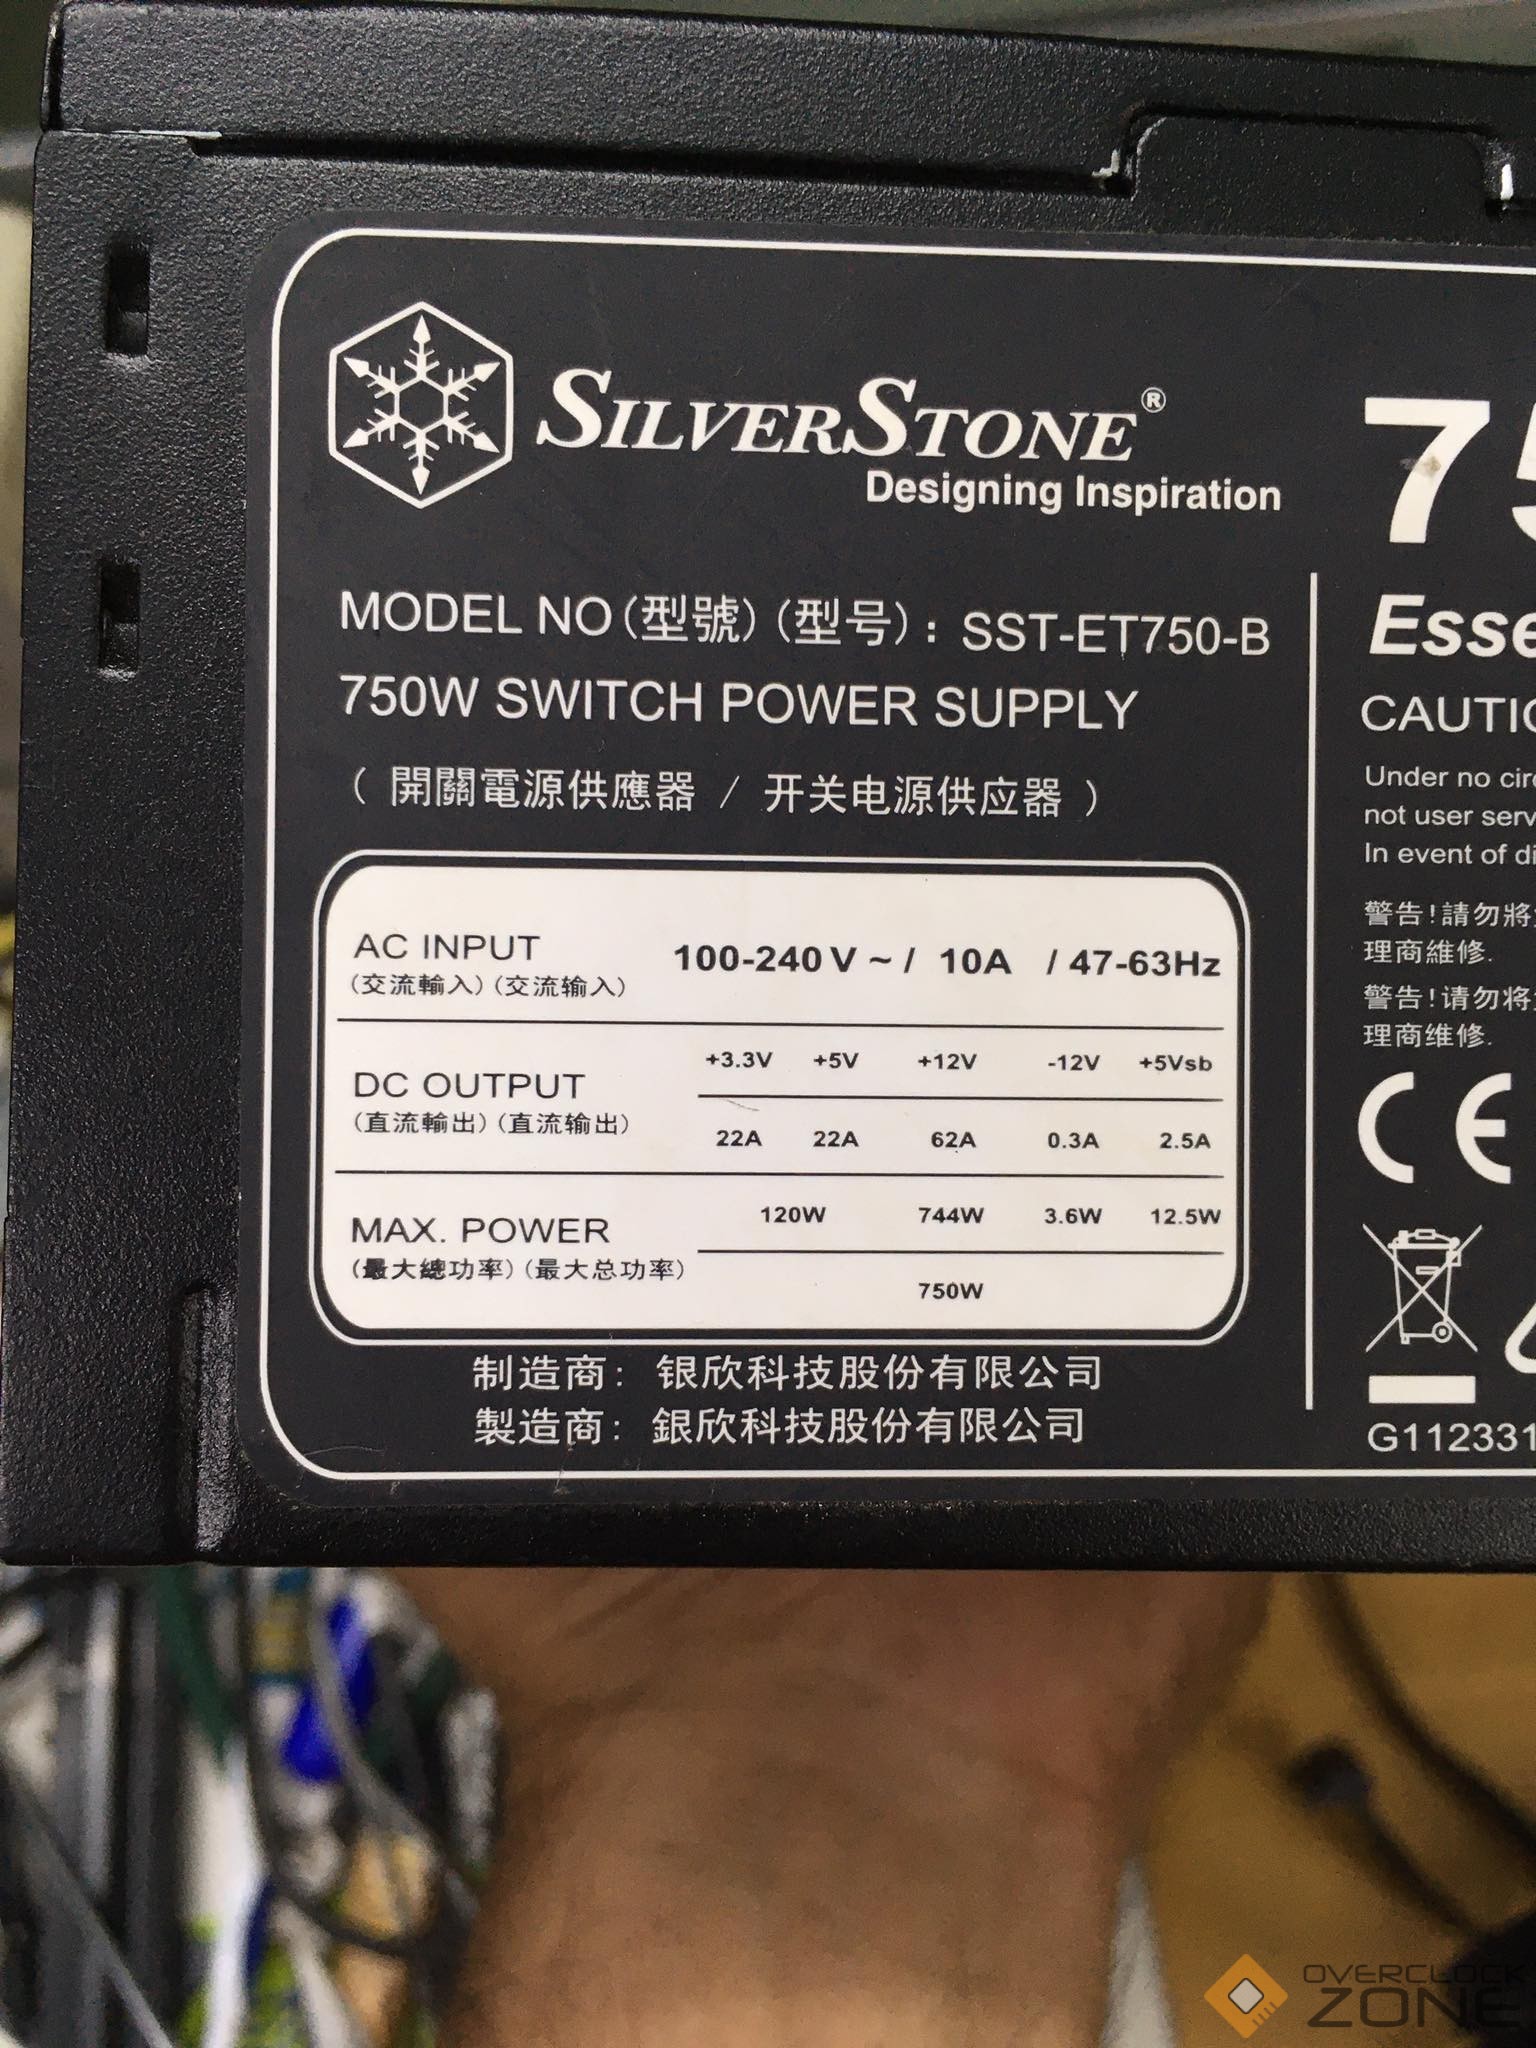 SILVERSTONE®
Designing Inspiration
MODEL NO(型號)(型号): SST-ET750-B
750W SWITCH POWER SUPPLY
( 開關電源供應器 / 开关电源供应器 )
AC INPUT 100-240 V ~ / 10A / 47-63Hz
(交流輸入)(交流输入)
DC OUTPUT
(直流輸出)(直流输出)
+3.3V +5V +12V -12V +5Vsb
22A 22A 62A 0.3A 2.5A
MAX. POWER
(最大總功率)(最大总功率)
120W 744W 3.6W 12.5W
750W
制造商: 银欣科技股份有限公司
製造商: 銀欣科技股份有限公司
7
Esse
CAUTIO
Under no cir
not user serv
In event of di
警告!請勿將
理商維修.
警告!请勿将
理商维修.
CE
G112331
OVERCLOCK
ZONE